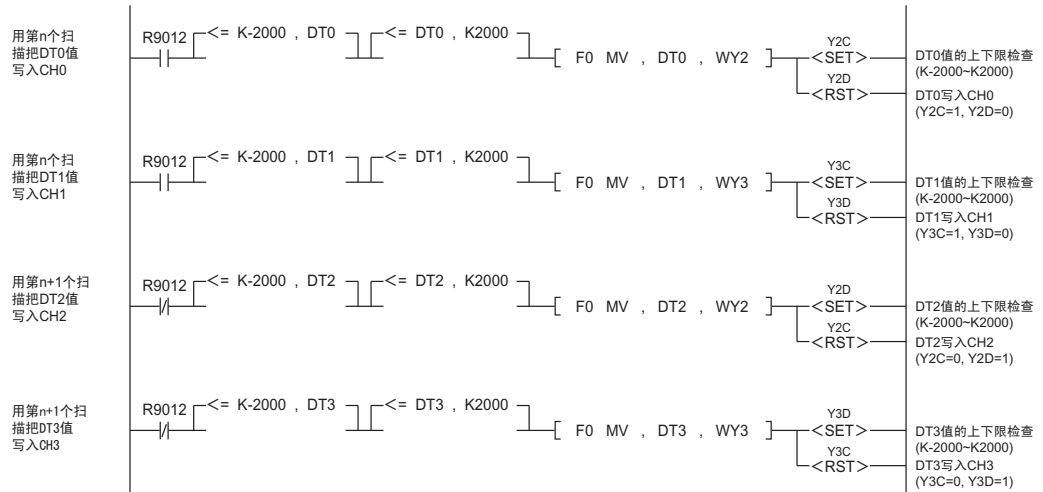 用第n个扫
描把DT0值
写入CH0
R9012
<= K-2000 , DT0
<= DT0 , K2000
[ F0 MV , DT0 , WY2 ]
Y2C
<SET>
Y2D
<RST>
DT0值的上下限检查
(K-2000~K2000)
DT0写入CH0
(Y2C=1, Y2D=0)
用第n个扫
描把DT1值
写入CH1
R9012
<= K-2000 , DT1
<= DT1 , K2000
[ F0 MV , DT1 , WY3 ]
Y3C
<SET>
Y3D
<RST>
DT1值的上下限检查
(K-2000~K2000)
DT1写入CH1
(Y3C=1, Y3D=0)
用第n+1个扫
描把DT2值
写入CH2
R9012
<= K-2000 , DT2
<= DT2 , K2000
[ F0 MV , DT2 , WY2 ]
Y2D
<SET>
Y2C
<RST>
DT2值的上下限检查
(K-2000~K2000)
DT2写入CH2
(Y2C=0, Y2D=1)
用第n+1个扫
描把DT3值
写入CH3
R9012
<= K-2000 , DT3
<= DT3 , K2000
[ F0 MV , DT3 , WY3 ]
Y3D
<SET>
Y3C
<RST>
DT3值的上下限检查
(K-2000~K2000)
DT3写入CH3
(Y3C=0, Y3D=1)